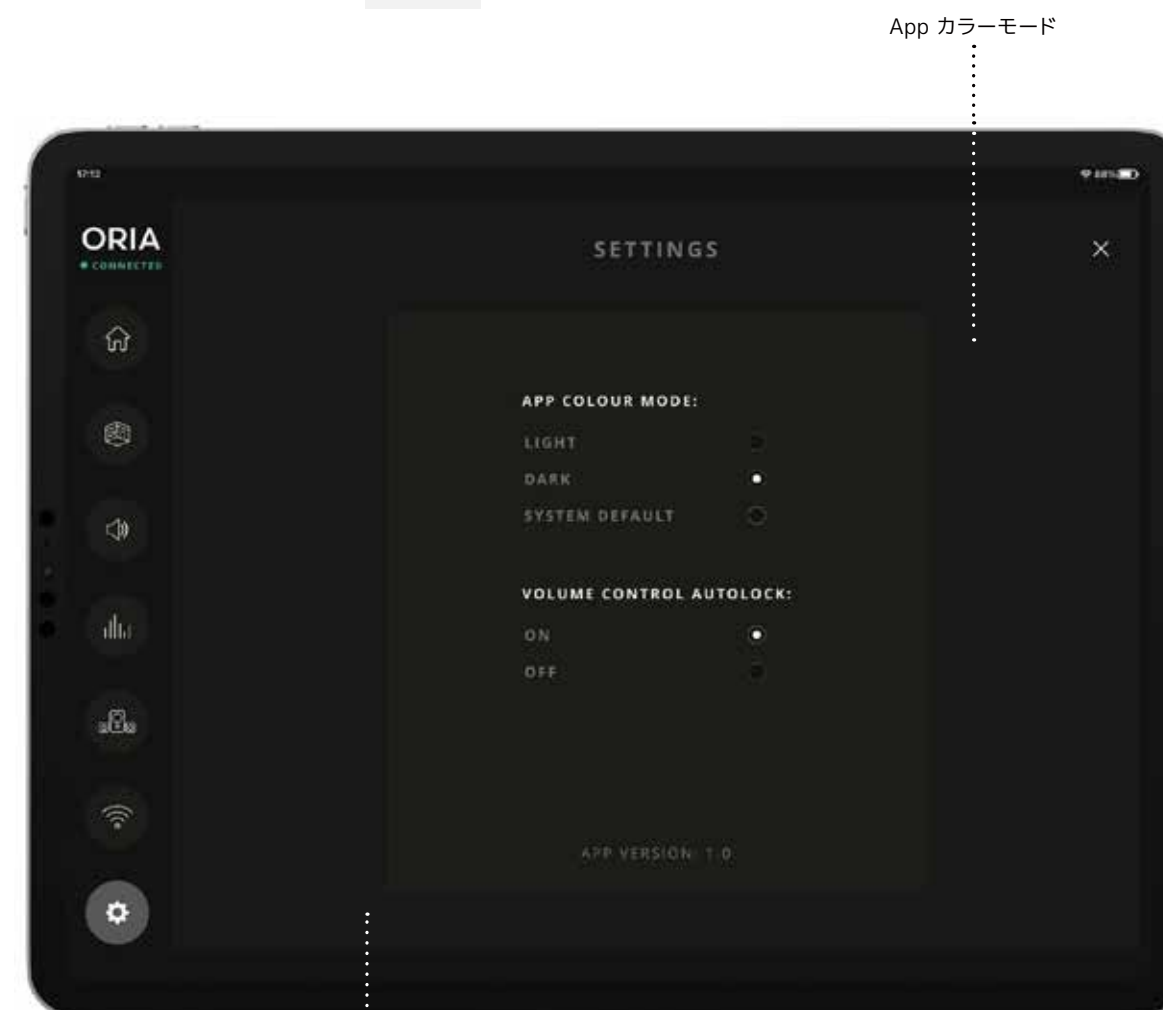 App カラーモード
ORIA
CONNECTED
SETTINGS
APP COLOUR MODE:
LIGHT
DARK
SYSTEM DEFAULT
VOLUME CONTROL AUTOLOCK:
ON
OFF
APP VERSION: 1.0